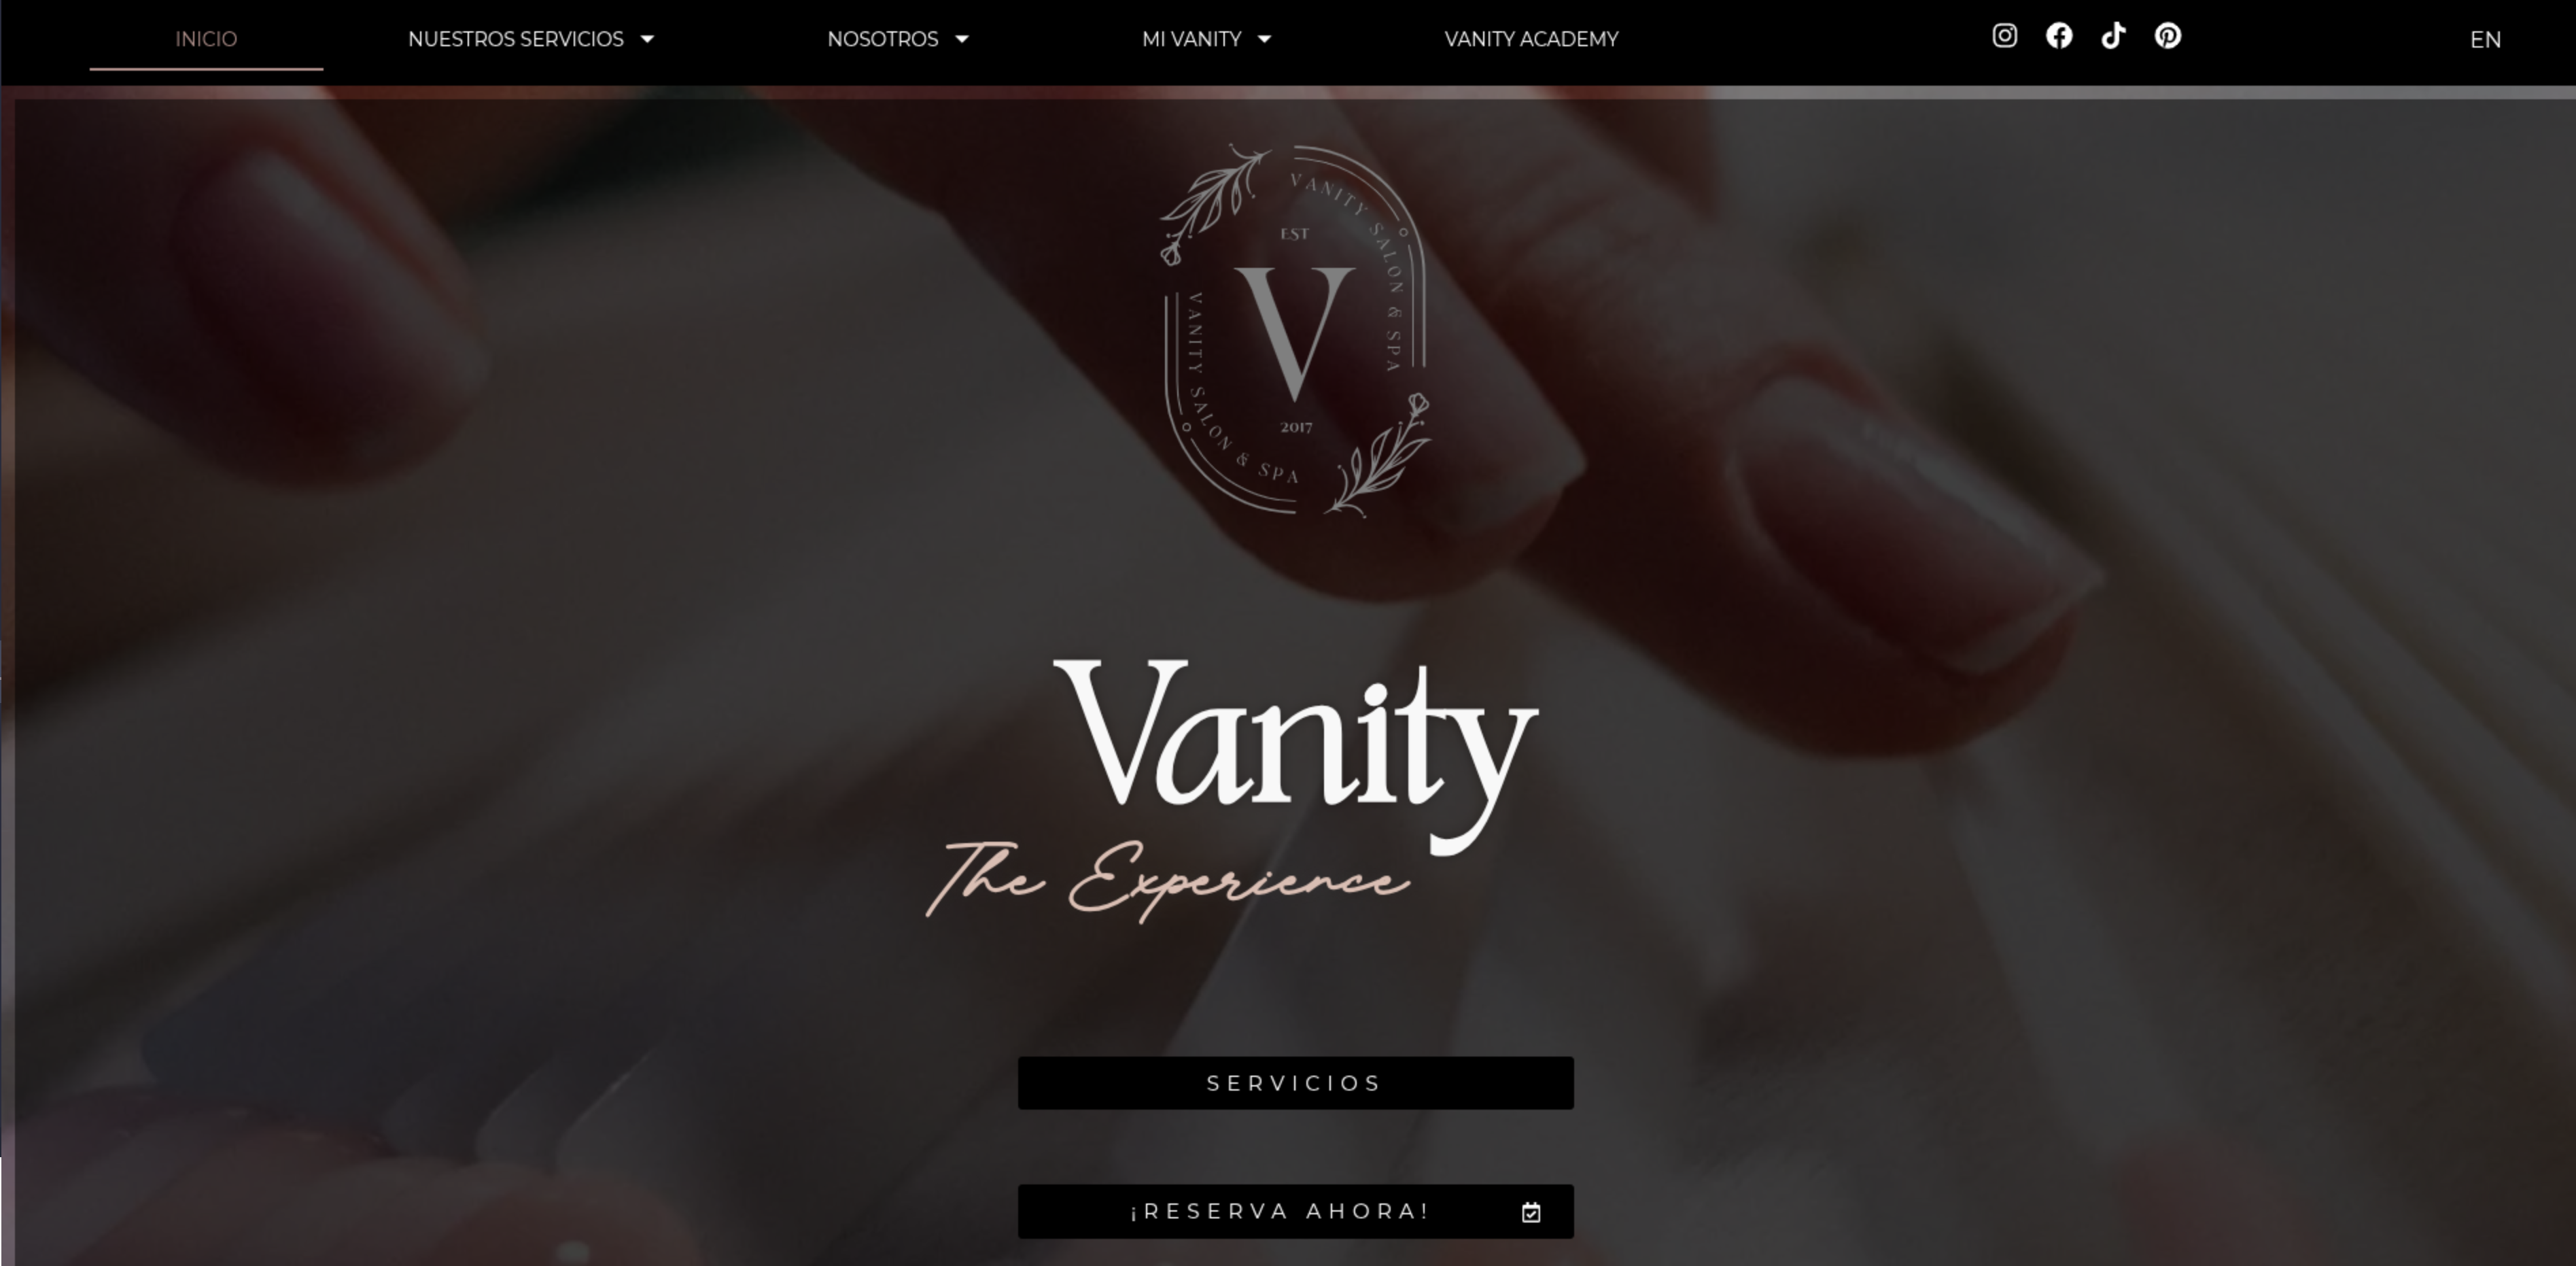 INICIO
NUESTROS SERVICIOS
NOSOTROS
MI VANITY
VANITY ACADEMY
EN
VANITY SALON & SPA
EST
V
2017
VANITY SALON & SPA
Vanity
The Experience
SERVICIOS
¡RESERVA AHORA!